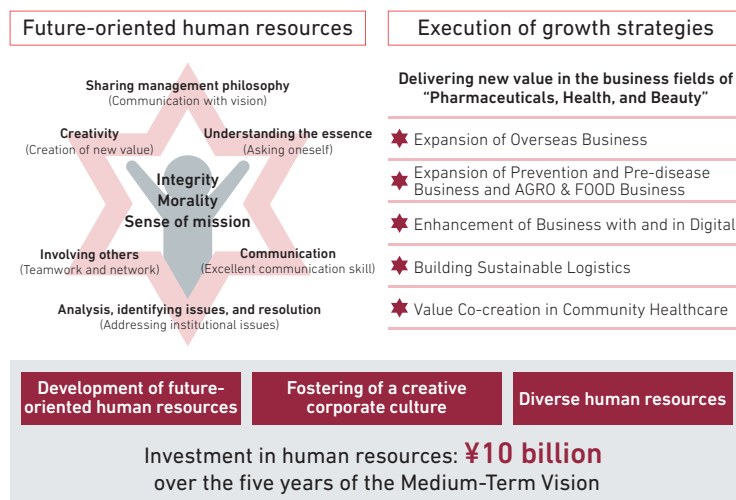 Future-oriented human resources
Sharing management philosophy
(Communication with vision)
Creativity
(Creation of new value)
Understanding the essence
(Asking oneself)
Integrity
Morality
Sense of mission
Involving others
(Teamwork and network)
Communication
(Excellent communication skill)
Analysis, identifying issues, and resolution
(Addressing institutional issues)
Execution of growth strategies
Delivering new value in the business fields of
“Pharmaceuticals, Health, and Beauty”
Expansion of Overseas Business
Expansion of Prevention and Pre-disease
Business and AGRO & FOOD Business
Enhancement of Business with and in Digital
Building Sustainable Logistics
Value Co-creation in Community Healthcare
Development of future-
oriented human resources
Fostering of a creative
corporate culture
Diverse human resources
Investment in human resources: ¥10 billion
over the five years of the Medium-Term Vision